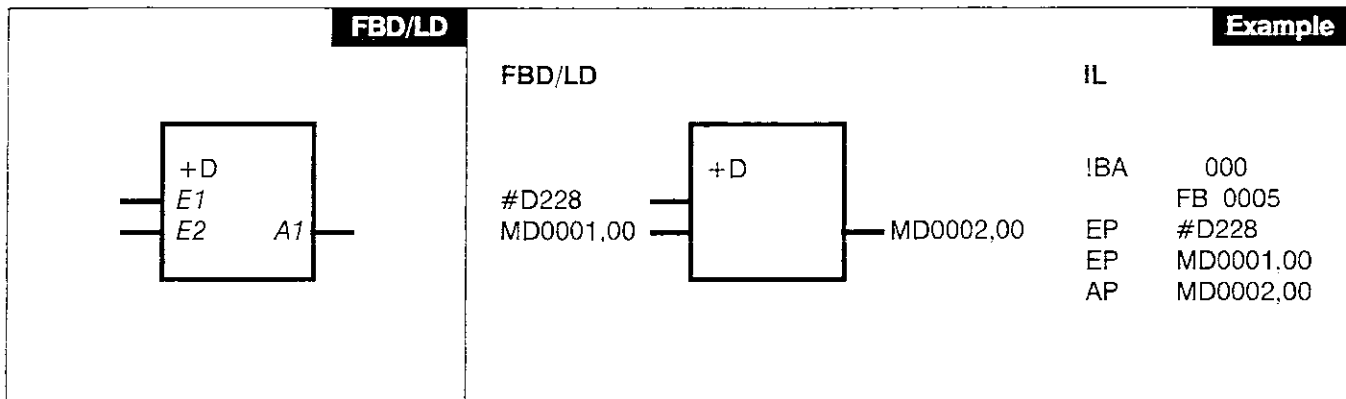 FBD/LD
+D
E1
E2 A1
Example
FBD/LD
+D
#D228
MD0001,00
MD0002,00
IL
!BA 000
FB 0005
EP #D228
EP MD0001,00
AP MD0002,00